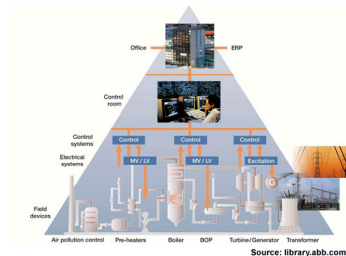 Office
ERP
Control
room
Control
systems
Control
Control
Control
Electrical
systems
MV / LV
MV / LV
Excitation
G
Field
devices
Air pollution control
Pre-heaters
Boiler
BOP
Turbine/Generator
Transformer
Source: library.abb.com